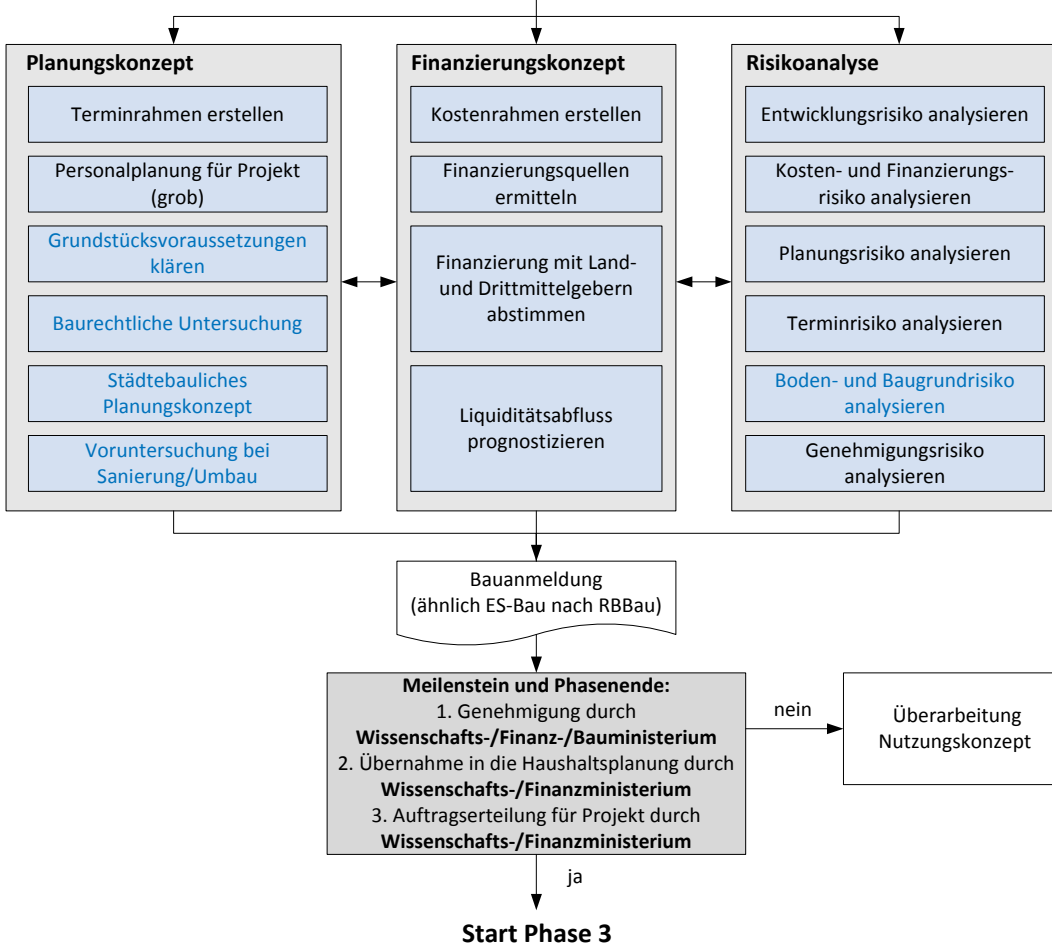 Planungskonzept
Terminrahmen erstellen
Personalplanung für Projekt
(grob)
Grundstücksvoraussetzungen
klären
Baurechtliche Untersuchung
Städtebauliches
Planungskonzept
Voruntersuchung bei
Sanierung/Umbau
Finanzierungskonzept
Kostenrahmen erstellen
Finanzierungsquellen
ermitteln
Finanzierung mit Land-
und Drittmittelgebern
abstimmen
Liquiditätsabfluss
prognostizieren
Risikoanalyse
Entwicklungsrisiko analysieren
Kosten- und Finanzierungs-
risiko analysieren
Planungsrisiko analysieren
Terminrisiko analysieren
Boden- und Baugrundrisiko
analysieren
Genehmigungsrisiko
analysieren
Bauanmeldung
(ähnlich ES-Bau nach RBBau)
Meilenstein und Phasenende:
1. Genehmigung durch
Wissenschafts-/Finanz-/Bauministerium
2. Übernahme in die Haushaltsplanung durch
Wissenschafts-/Finanzministerium
3. Auftragserteilung für Projekt durch
Wissenschafts-/Finanzministerium
nein
Überarbeitung
Nutzungskonzept
ja
Start Phase 3